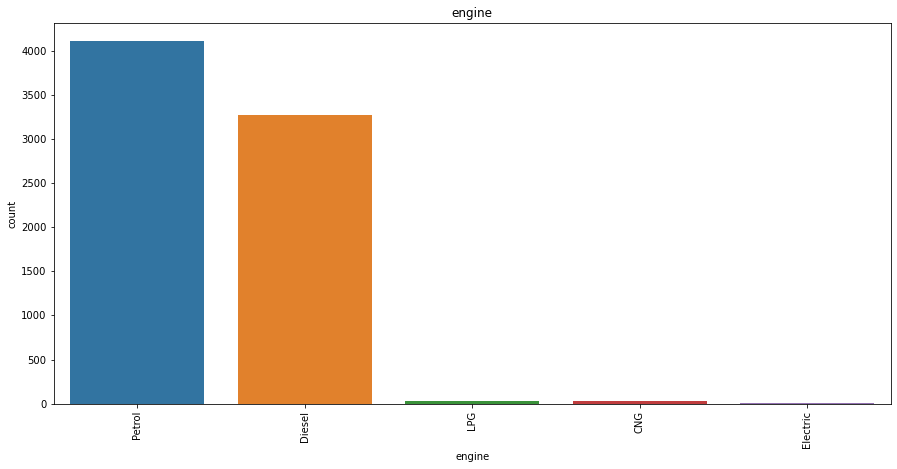 engine
4000
3500
3000
2500
2000
1500
1000
500
0
count
Petrol
Diesel
LPG
CNG
Electric
engine